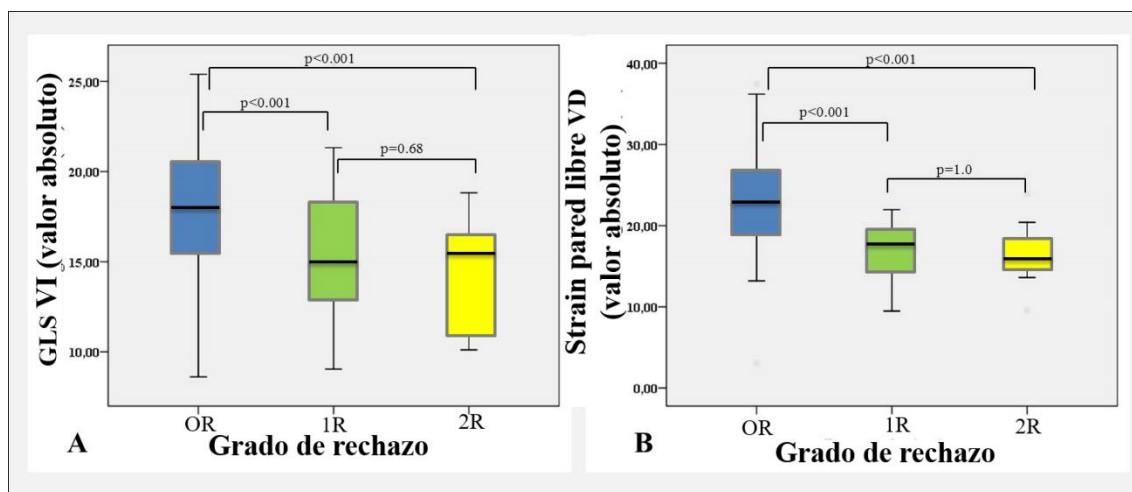 GLS VI (valor absoluto)
25,00
20,00
15,00
10,00
p<0.001
p<0.001
p=0.68
OR
1R
2R
A
Grado de rechazo
Strain pared libre VD
(valor absoluto)
40,00
30,00
20,00
10,00
0,00
p<0.001
p<0.001
p=1.0
OR
1R
2R
B
Grado de rechazo